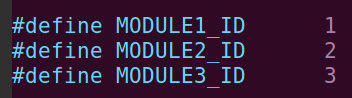 #define MODULE1_ID      1
#define MODULE2_ID      2
#define MODULE3_ID      3